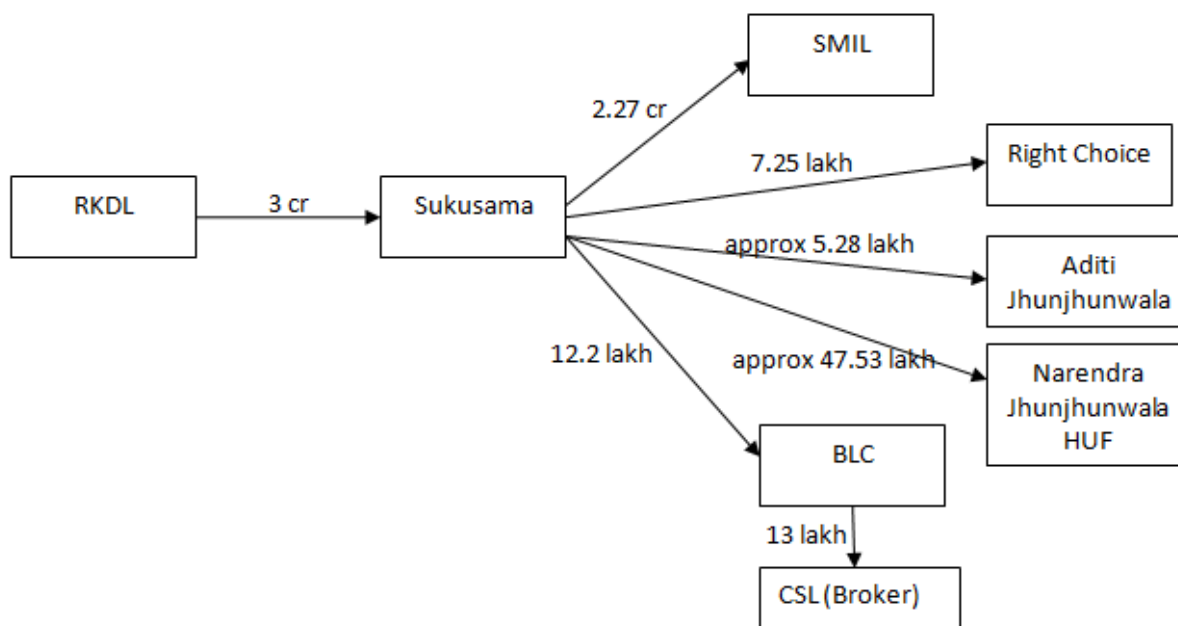 SMIL
2.27 cr
Right Choice
7.25 lakh
RKDL
3 cr
Sukusama
approx 5.28 lakh
Aditi
Jhunjhunwala
12.2 lakh
approx 47.53 lakh
Narendra
Jhunjhunwala
HUF
BLC
13 lakh
CSL (Broker)